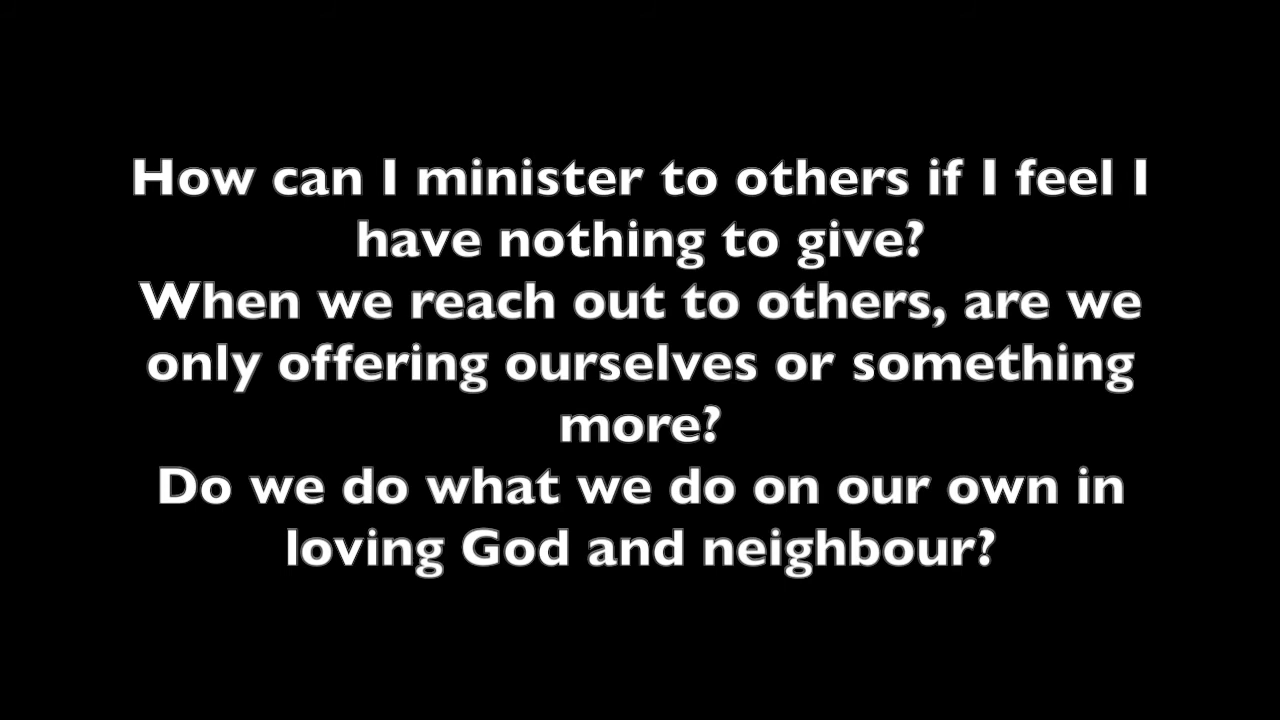 How can I minister to others if I feel I
have nothing to give?
When we reach out to others, are we
only offering ourselves or something
more?
Do we do what we do on our own in
loving God and neighbour?